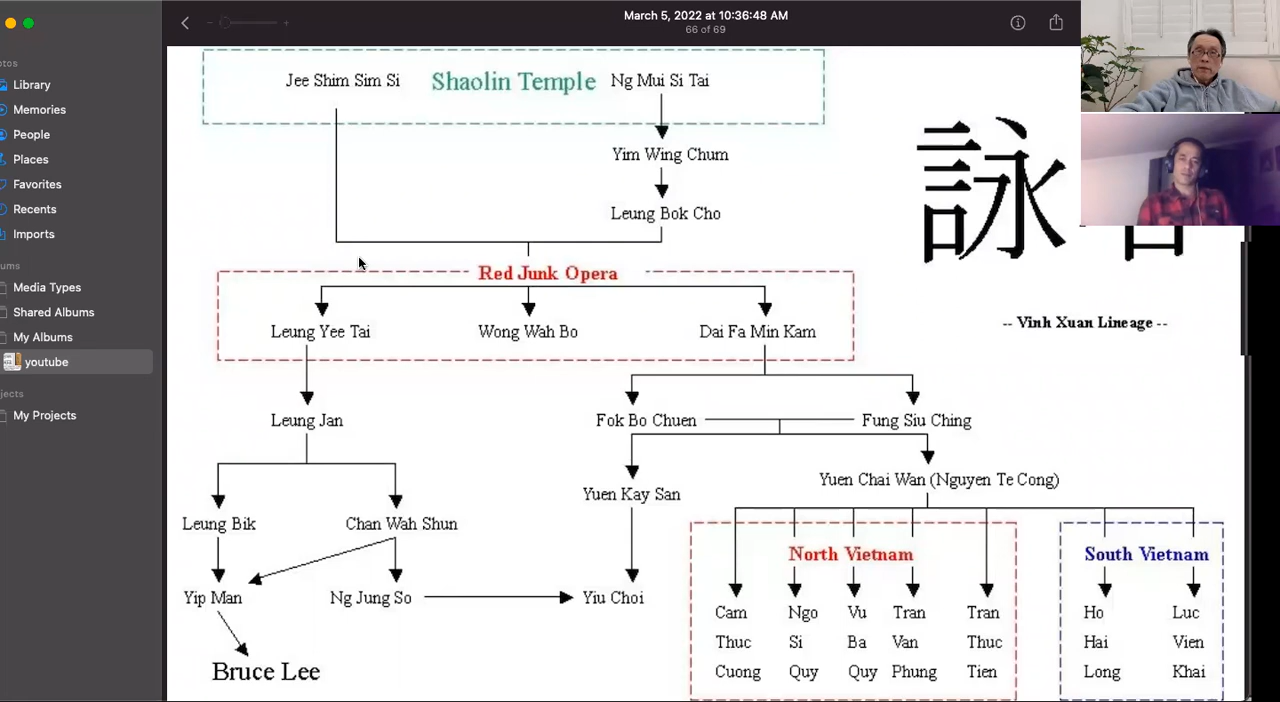 March 5, 2022 at 10:36:48 AM
66 of 69
Library
Memories
People
Places
Favorites
Recents
Imports
Media Types
Shared Albums
My Albums
youtube
My Projects
Jee Shim Sim Si
Shaolin Temple
Ng Mui Si Tai
Yim Wing Chum
Leung Bok Cho
Red Junk Opera
Leung Yee Tai
Wong Wah Bo
Dai Fa Min Kam
詠
-- Vinh Xuan Lineage --
Leung Jan
Fok Bo Chuen
Fung Siu Ching
Yuen Chai Wan (Nguyen Te Cong)
Yuen Kay San
Leung Bik
Chan Wah Shun
Yip Man
Ng Jung So
Yiu Choi
Bruce Lee
North Vietnam
Cam Thuc Cuong
Ngo Si Quy
Vu Ba Quy
Tran Van Phung
Tran Thuc Tien
South Vietnam
Ho Hai Long
Luc Vien Khai